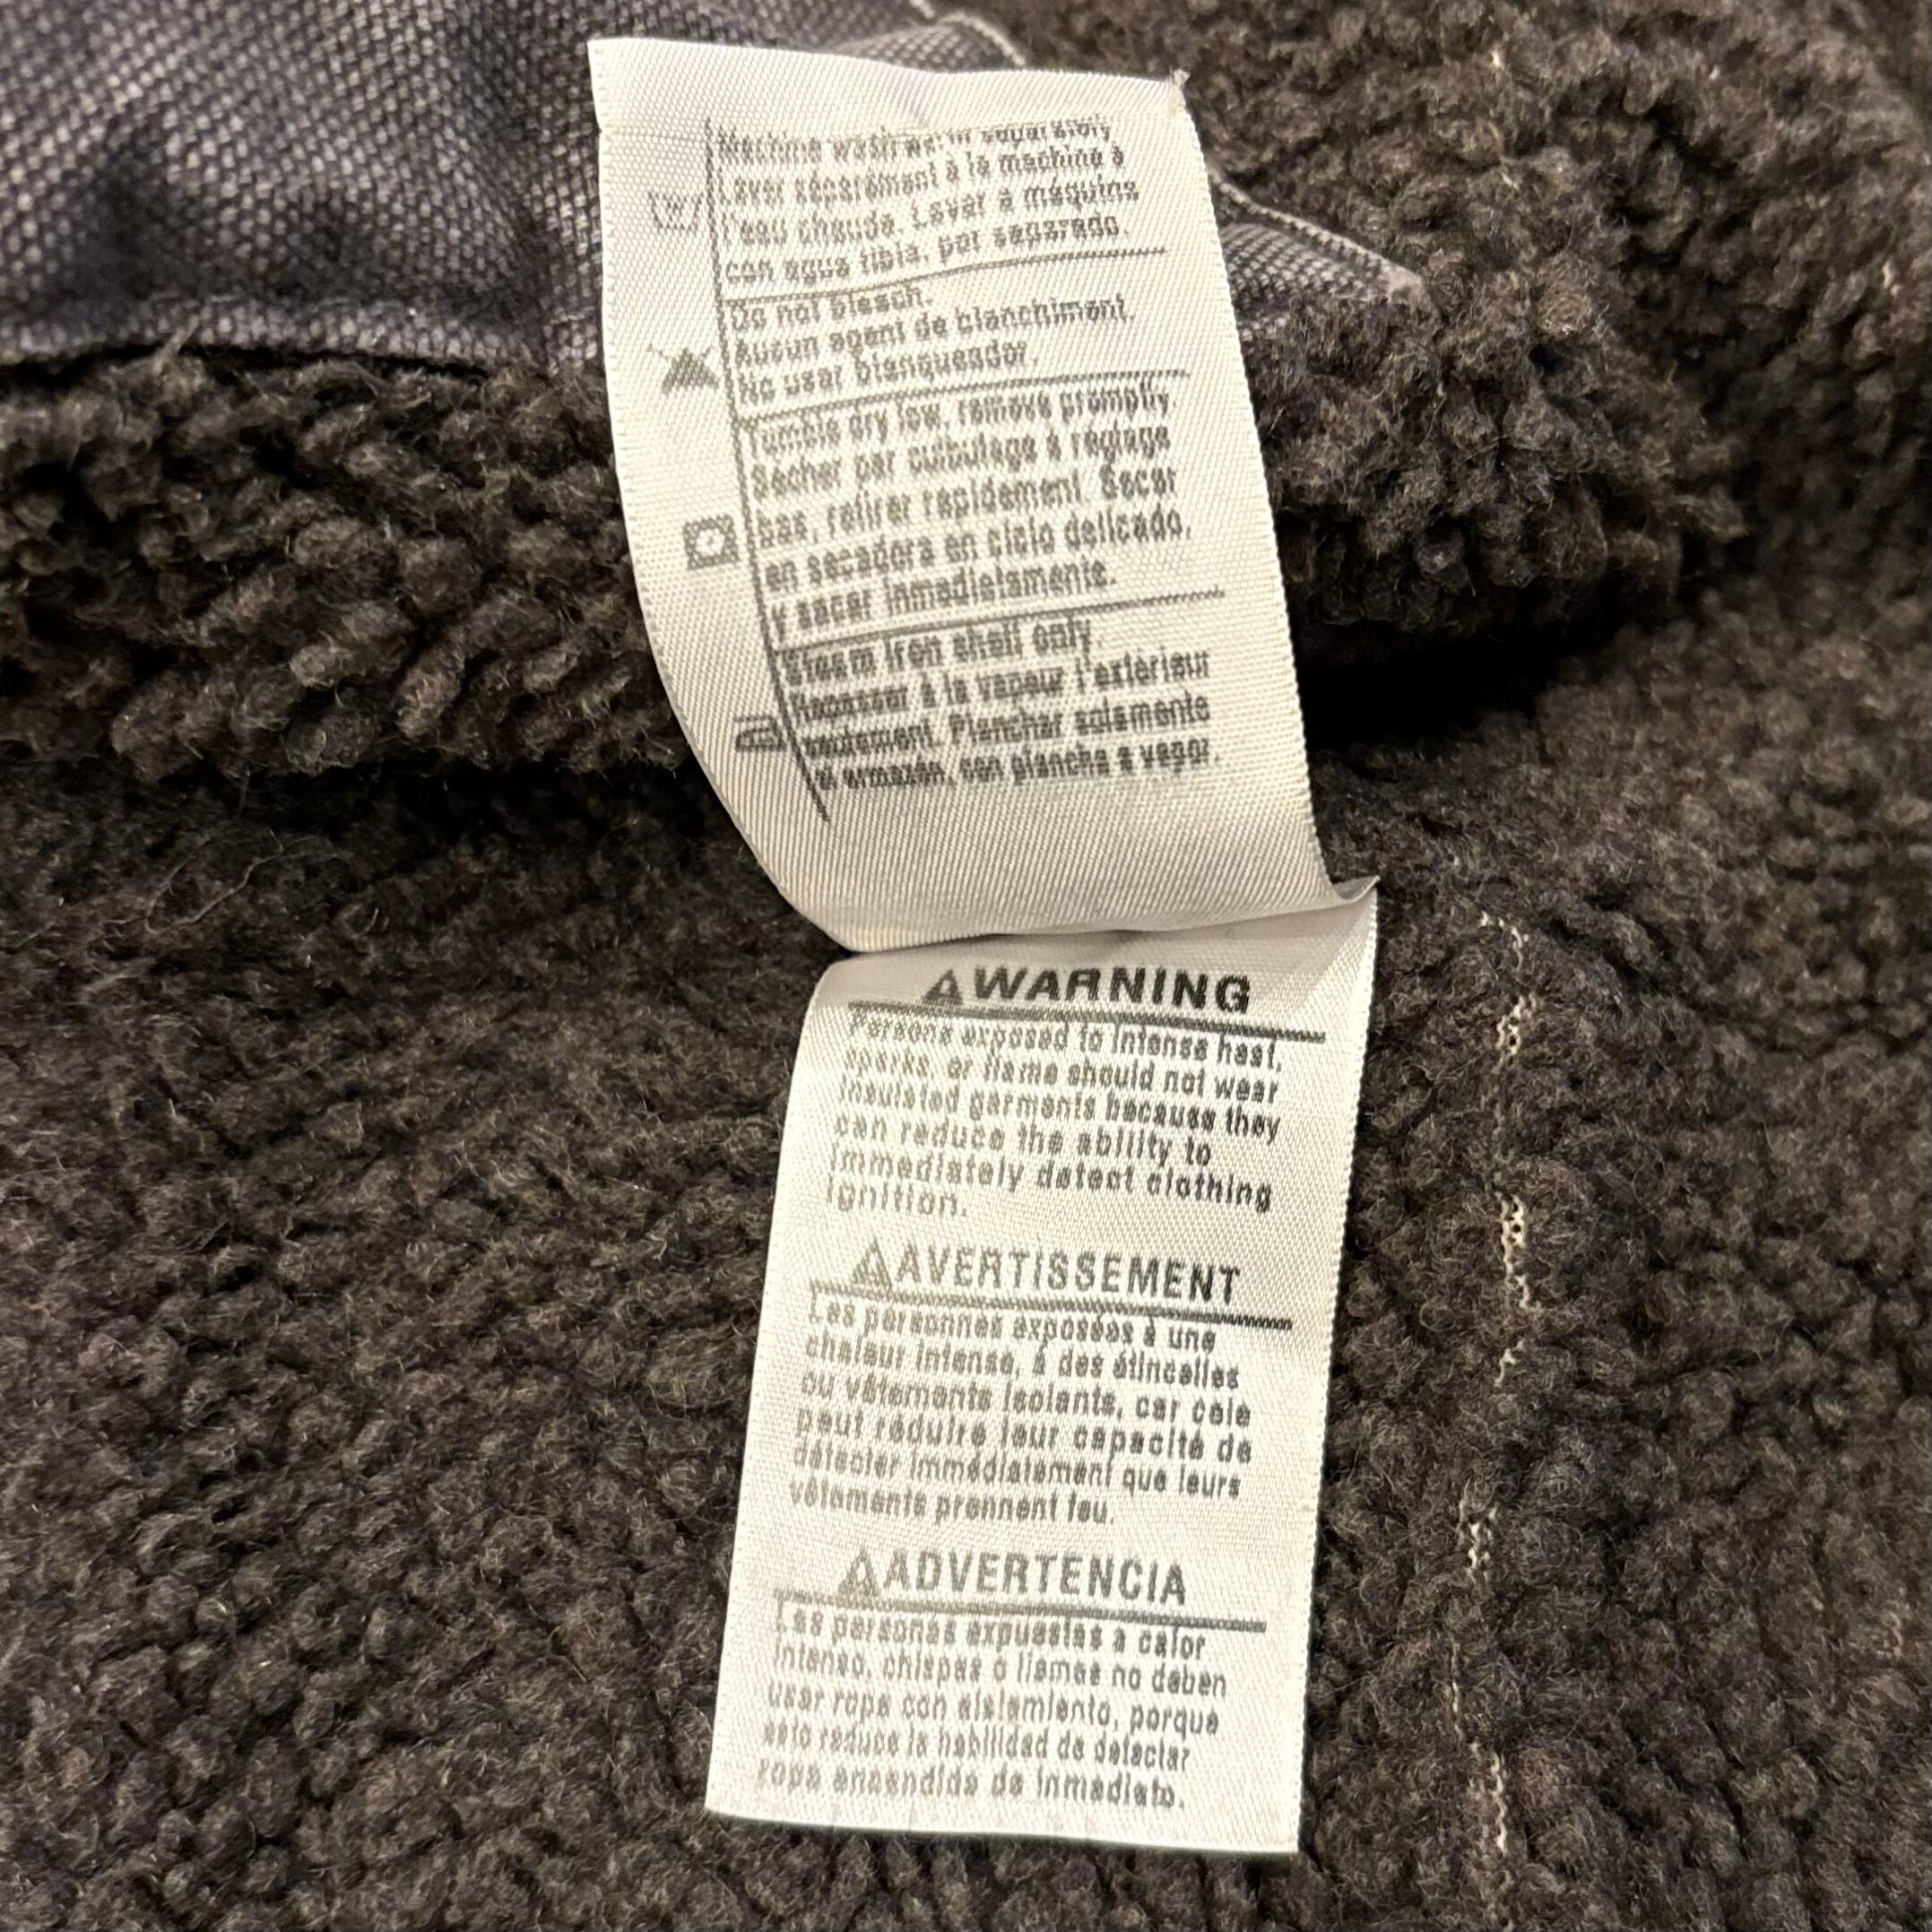 Machine wash warm separately
Laver séparément à la machine à
l'eau chaude. Lavar a máquina
con agua tibia, por separado.
Do not bleach.
Aucun agent de blanchiment.
No usar blanqueador.
Tumble dry low, remove promptly.
Sécher par culbutage à réglage
bas, retirer rapidement. Secar
en secadora en ciclo delicado,
y sacar inmediatamente.
Steam iron shell only.
Repasser à la vapeur l'extérieur
seulement. Planchar solamente
el armazón, con plancha a vapor.
WARNING
Persons exposed to intense heat,
sparks, or flame should not wear
insulated garments because they
can reduce the ability to
immediately detect clothing
ignition.
AVERTISSEMENT
Les personnes exposées à une
chaleur intense, à des étincelles
ou vêtements isolants, car cela
peut réduire leur capacité de
détecter immédiatement que leurs
vêtements prennent feu.
ADVERTENCIA
Las personas expuestas a calor
intenso, chispas o llamas no deben
usar ropa con aislamiento, porque
esto reduce la habilidad de detectar
ropa encendida de inmediato.